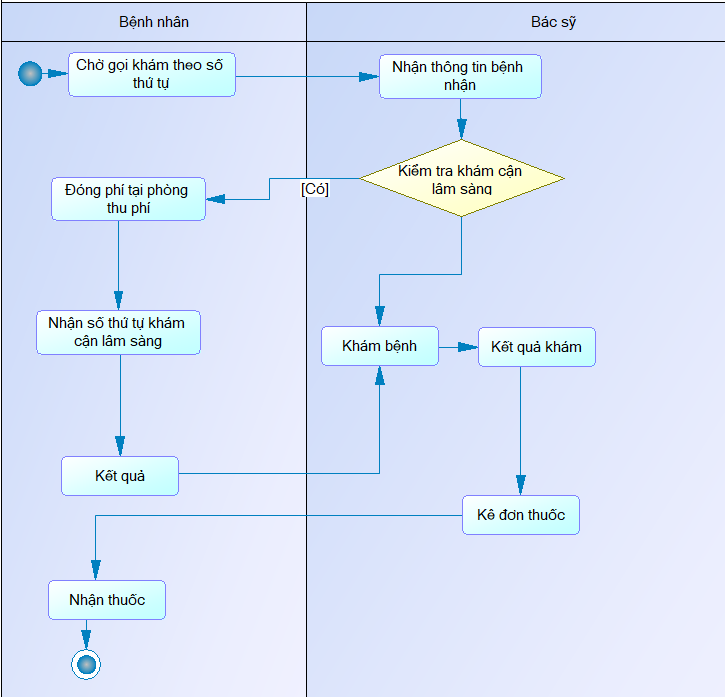 Bệnh nhân
Bác sỹ
Chờ gọi khám theo số
thứ tự
Nhận thông tin bệnh
nhận
Kiểm tra khám cận
lâm sàng
[Có]
Đóng phí tại phòng
thu phí
Nhận số thứ tự khám
cận lâm sàng
Khám bệnh
Kết quả khám
Kết quả
Kê đơn thuốc
Nhận thuốc